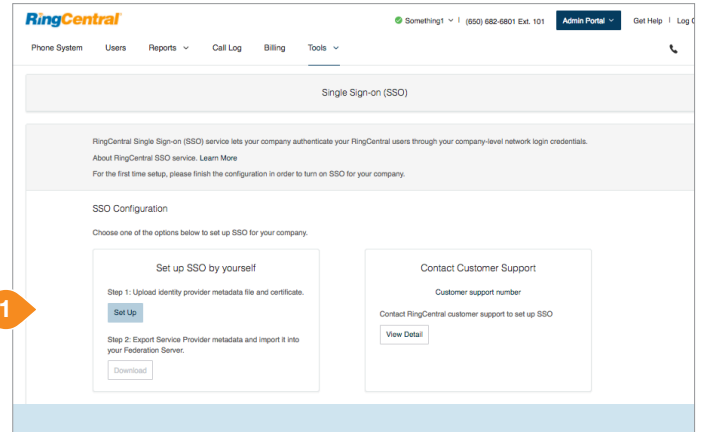 RingCentral
Something1 | (650) 682-6801 Ext. 101 Admin Portal Get Help | Log
Phone System Users Reports Call Log Billing Tools
Single Sign-on (SSO)
RingCentral Single Sign-on (SSO) service lets your company authenticate your RingCentral users through your company-level network login credentials.
About RingCentral SSO service. Learn More
For the first time setup, please finish the configuration in order to turn on SSO for your company.
SSO Configuration
Choose one of the options below to set up SSO for your company.
Set up SSO by yourself
Step 1: Upload identity provider metadata file and certificate.
Set Up
Step 2: Export Service Provider metadata and import it into
your Federation Server.
Download
Contact Customer Support
Customer support number
Contact RingCentral customer support to set up SSO
View Detail
1